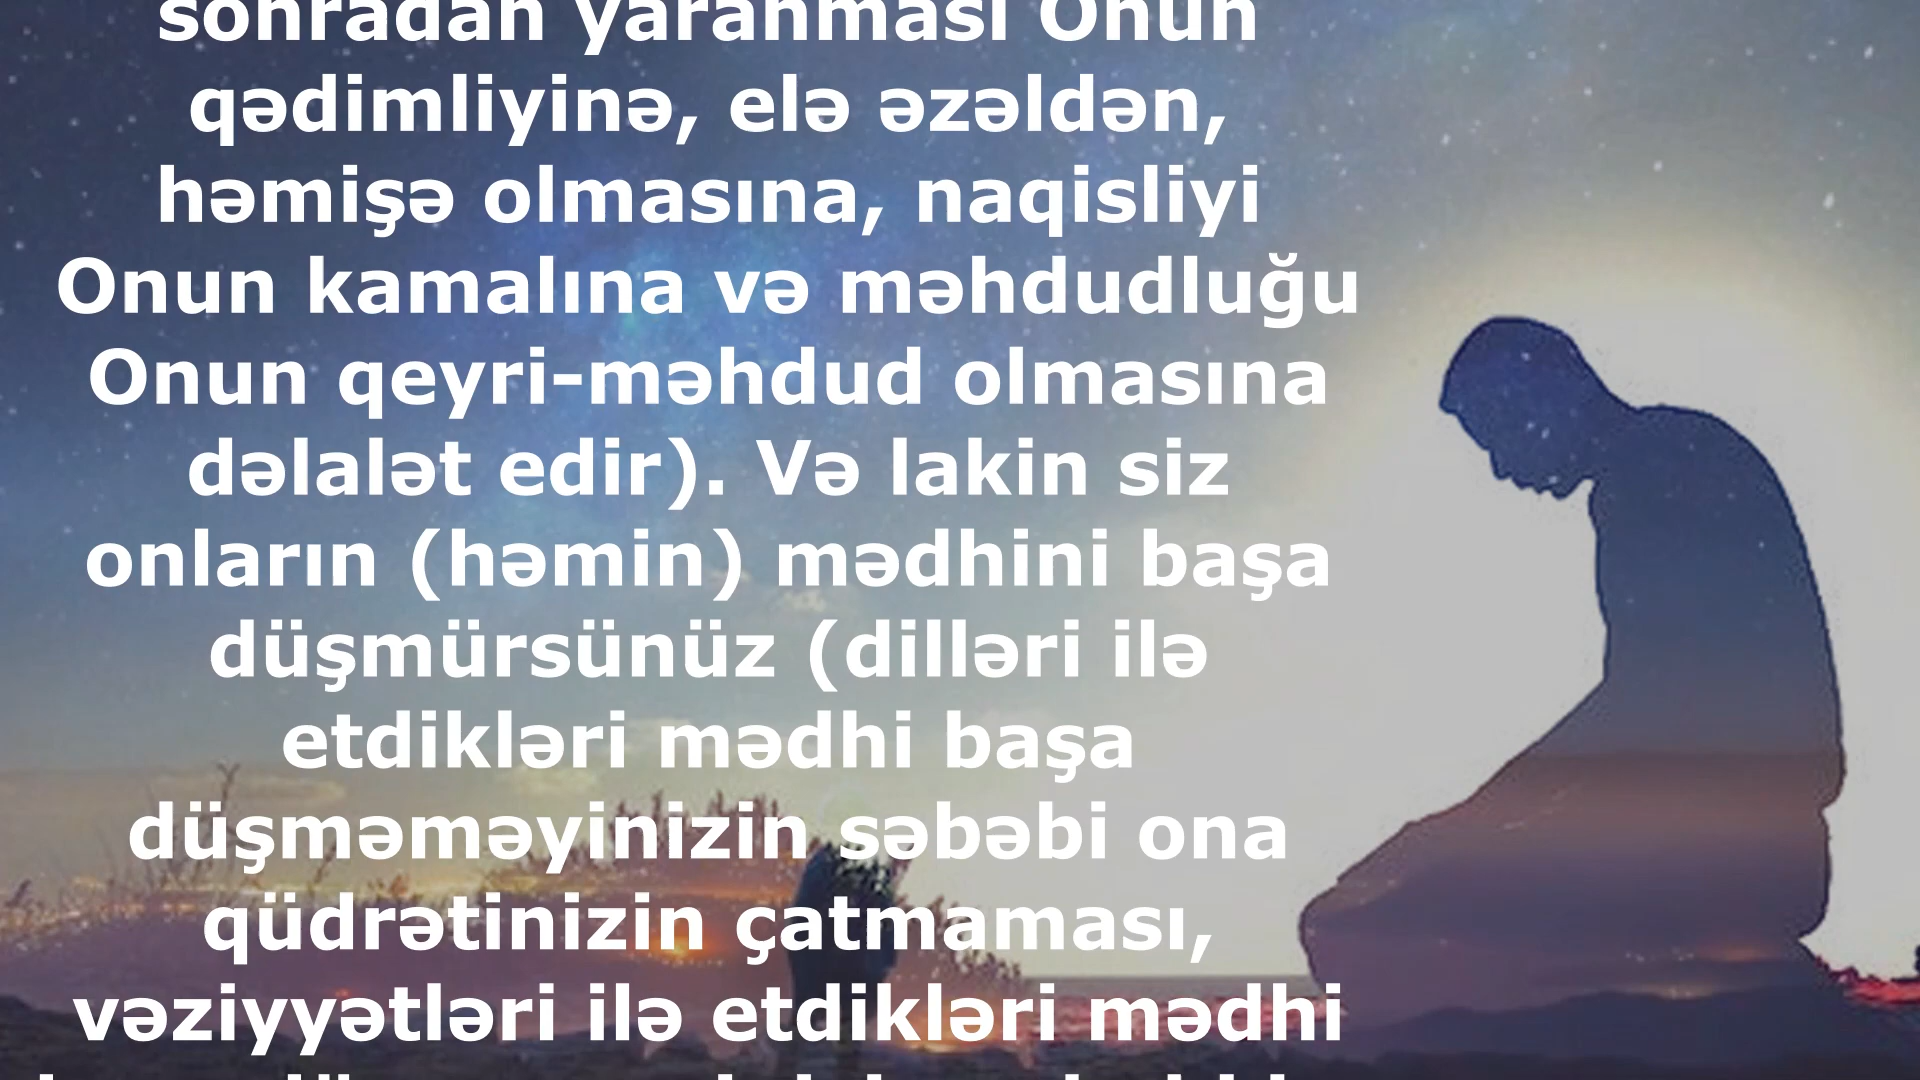 sonradan yaranması Onun
qədimliyinə, elə əzəldən,
həmişə olmasına, naqisliyi
Onun kamalına və məhdudluğu
Onun qeyri-məhdud olmasına
dəlalət edir). Və lakin siz
onların (həmin) mədhini başa
düşmürsünüz (dilləri ilə
etdikləri mədhi başa
düşməməyinizin səbəbi ona
qüdrətinizin çatmaması,
vəziyyətləri ilə etdikləri mədhi